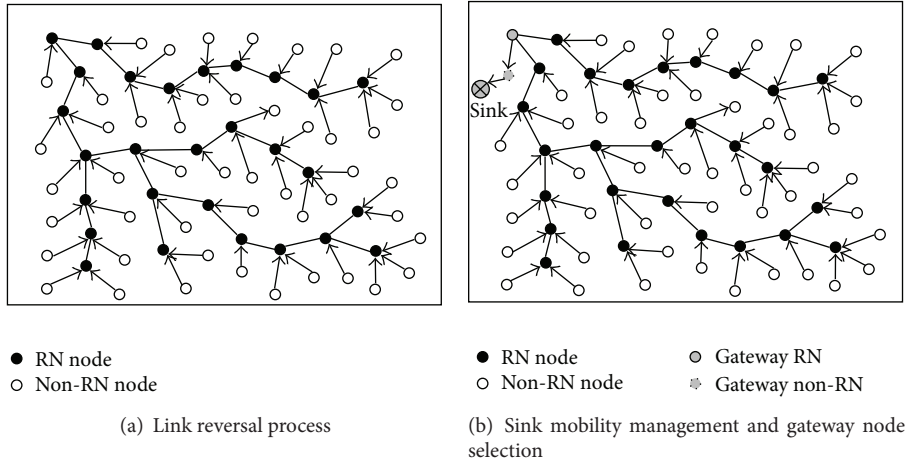 Sink
RN node
Non-RN node
RN node
Non-RN node
Gateway RN
Gateway non-RN
(a) Link reversal process
(b) Sink mobility management and gateway node
selection